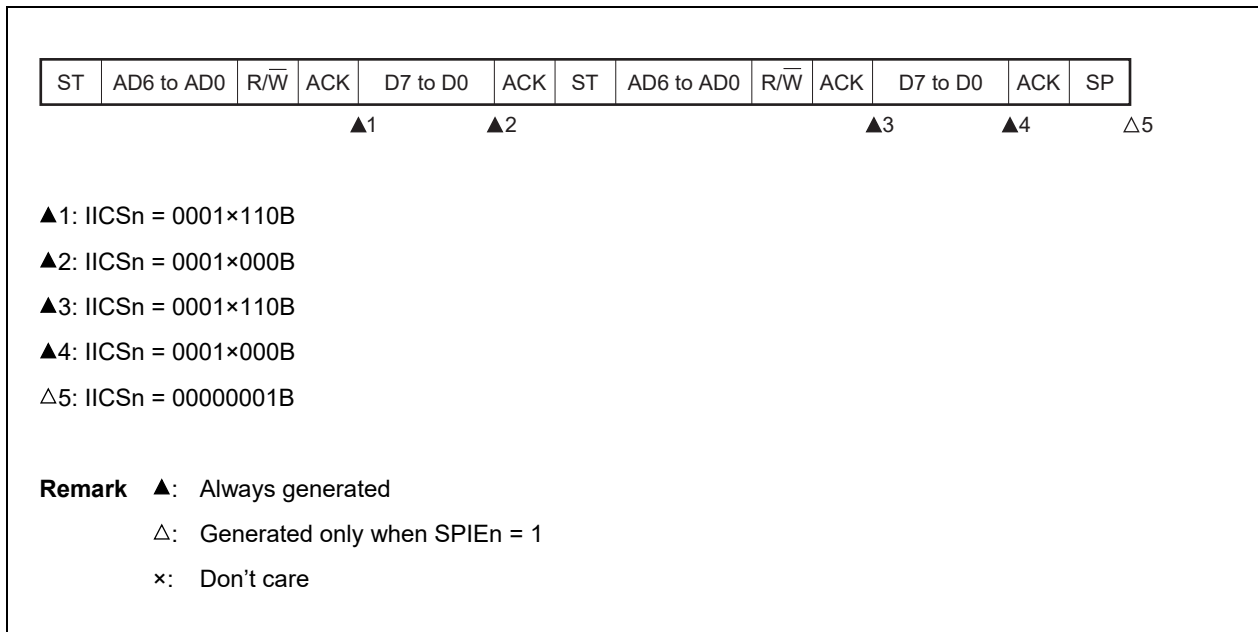 ST AD6 to AD0 R/W̅ ACK D7 to D0 ACK ST AD6 to AD0 R/W̅ ACK D7 to D0 ACK SP
▲1 ▲2 ▲3 ▲4 △5
▲1: IICSn = 0001×110B
▲2: IICSn = 0001×000B
▲3: IICSn = 0001×110B
▲4: IICSn = 0001×000B
△5: IICSn = 00000001B
Remark ▲: Always generated
△: Generated only when SPIEn = 1
×: Don’t care